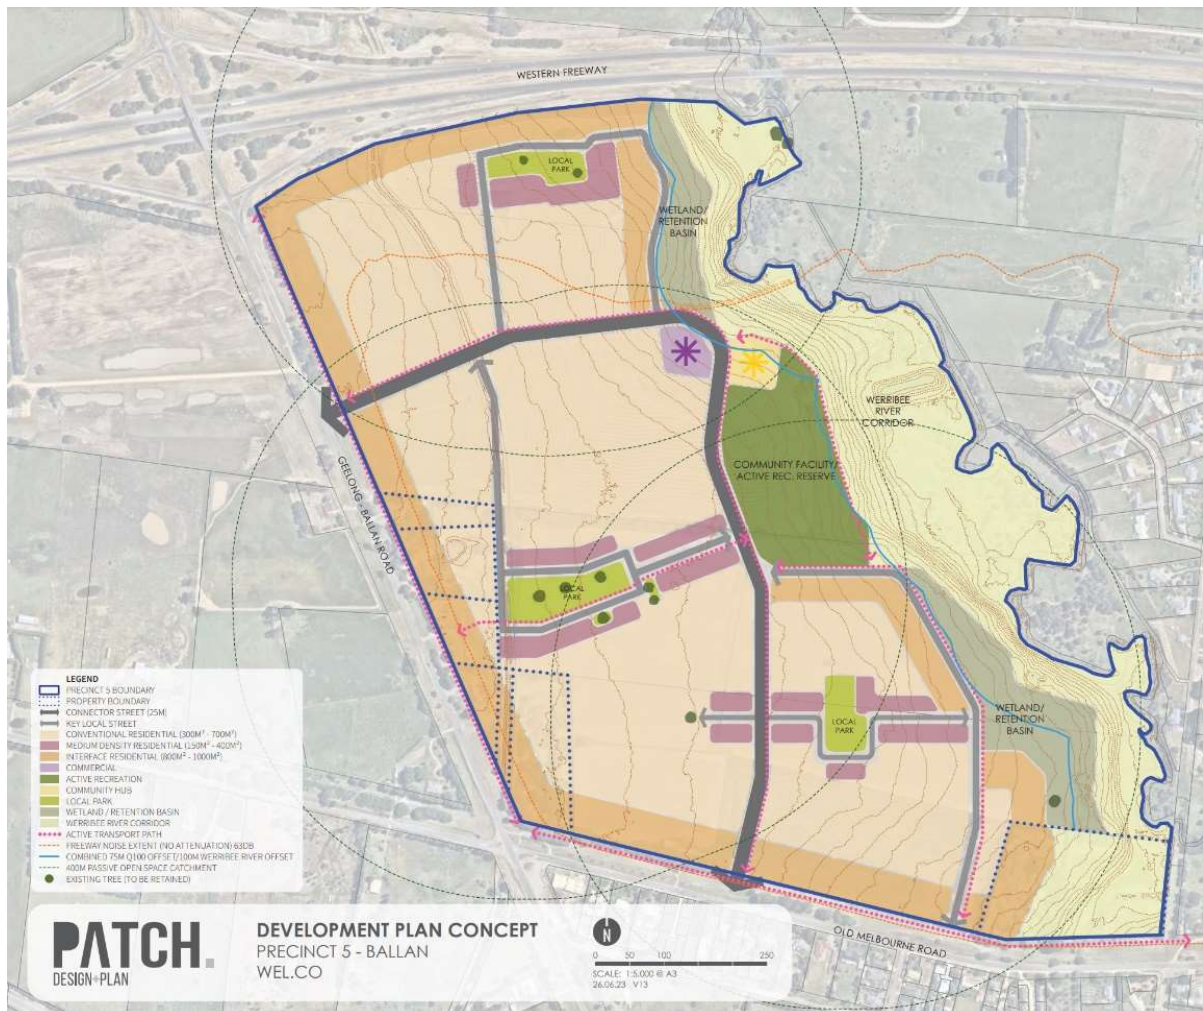 WESTERN FREEWAY
LOCAL
PARK
WETLAND/
RETENTION
BASIN
WERRIBEE
RIVER
CORRIDOR
COMMUNITY FACILITY/
ACTIVE REC. RESERVE
GEELONG - BALLAN ROAD
LOCAL
PARK
WETLAND/
RETENTION
BASIN
LOCAL
PARK
OLD MELBOURNE ROAD
LEGEND
PRECINCT 5 BOUNDARY
PROPERTY BOUNDARY
CONNECTOR STREET (25M)
KEY LOCAL STREET
CONVENTIONAL RESIDENTIAL (300M² - 700M²)
MEDIUM DENSITY RESIDENTIAL (150M² - 400M²)
INTERFACE RESIDENTIAL (800M² - 1000M²)
COMMERCIAL
ACTIVE RECREATION
COMMUNITY HUB
LOCAL PARK
WETLAND / RETENTION BASIN
WERRIBEE RIVER CORRIDOR
ACTIVE TRANSPORT PATH
FREEWAY NOISE EXTENT (NO ATTENUATION) 63DB
COMBINED 75M Q100 OFFSET/100M WERRIBEE RIVER OFFSET
400M PASSIVE OPEN SPACE CATCHMENT
EXISTING TREE (TO BE RETAINED)
PATCH.
DESIGN+PLAN
DEVELOPMENT PLAN CONCEPT
PRECINCT 5 - BALLAN
WEL.CO
N
0 50 100 250
SCALE: 1:5,000 @ A3
26.06.23 V13